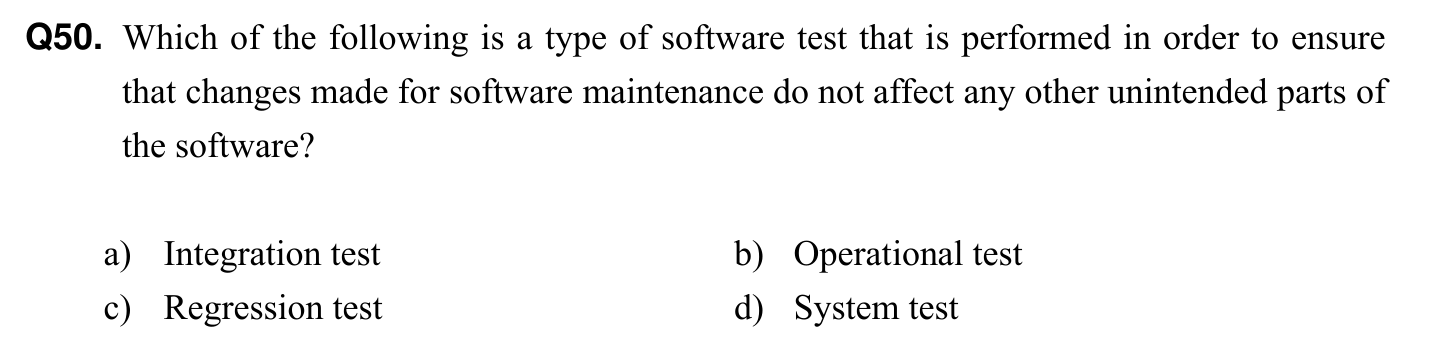 Q50. Which of the following is a type of software test that is performed in order to ensure
that changes made for software maintenance do not affect any other unintended parts of
the software?
a) Integration test b) Operational test
c) Regression test d) System test